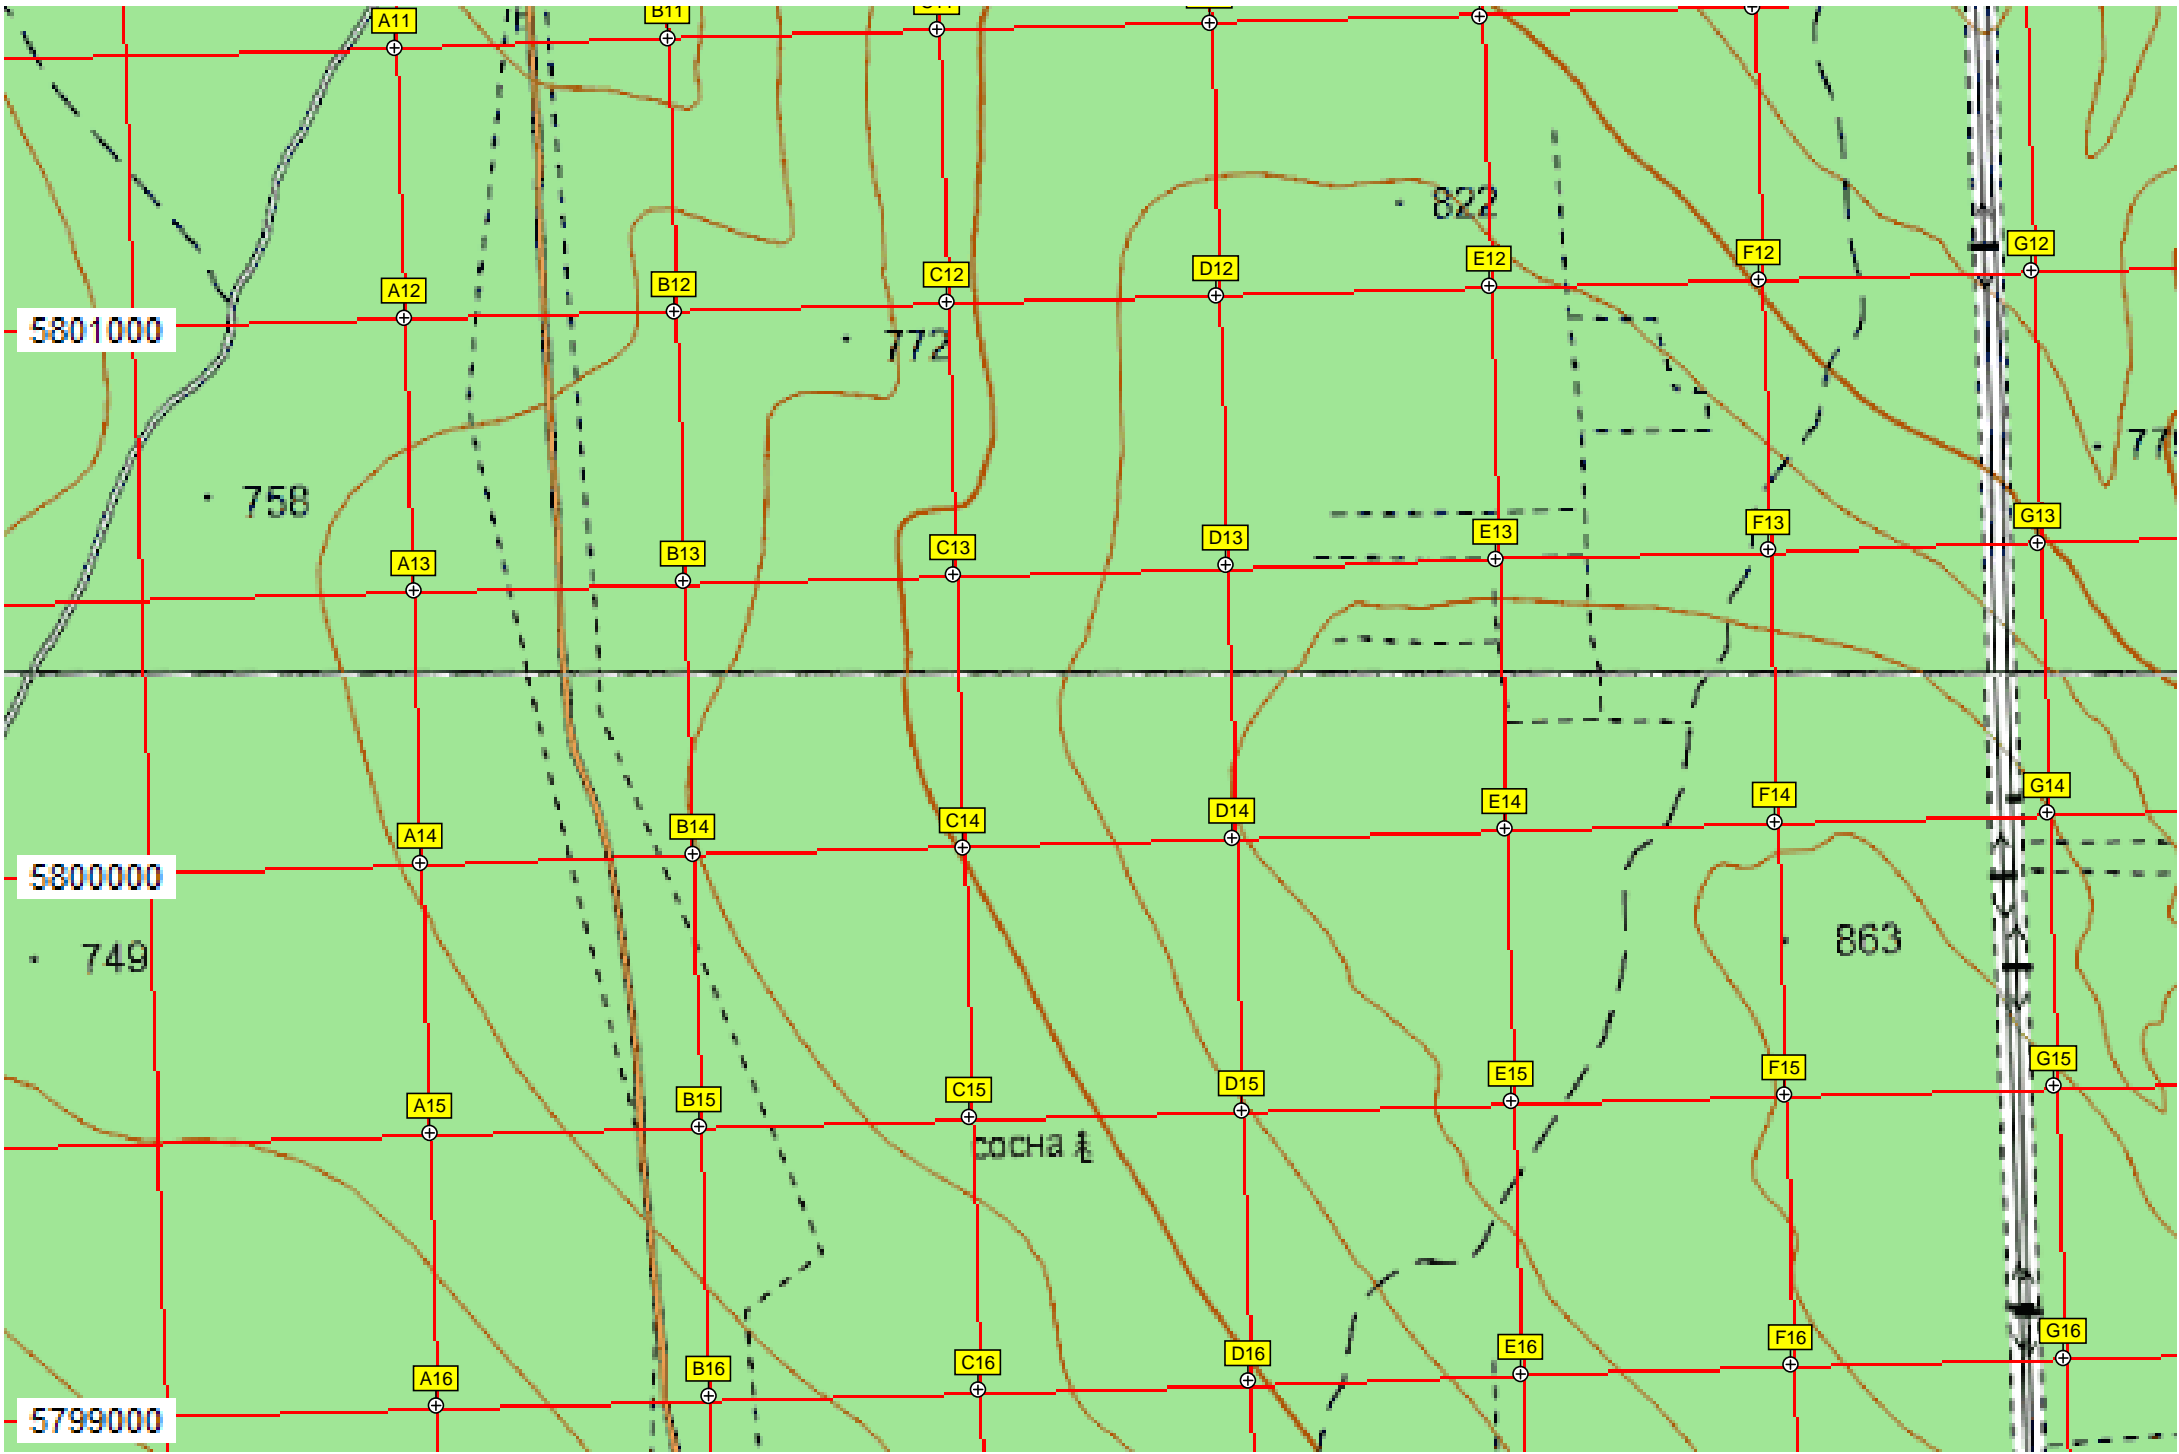 A11
B11
822
A12
B12
C12
D12
E12
F12
G12
5801000
772
758
A13
B13
C13
D13
E13
F13
G13
A14
B14
C14
D14
E14
F14
G14
5800000
749
863
A15
B15
C15
D15
E15
F15
G15
сосна
A16
B16
C16
D16
E16
F16
G16
5799000